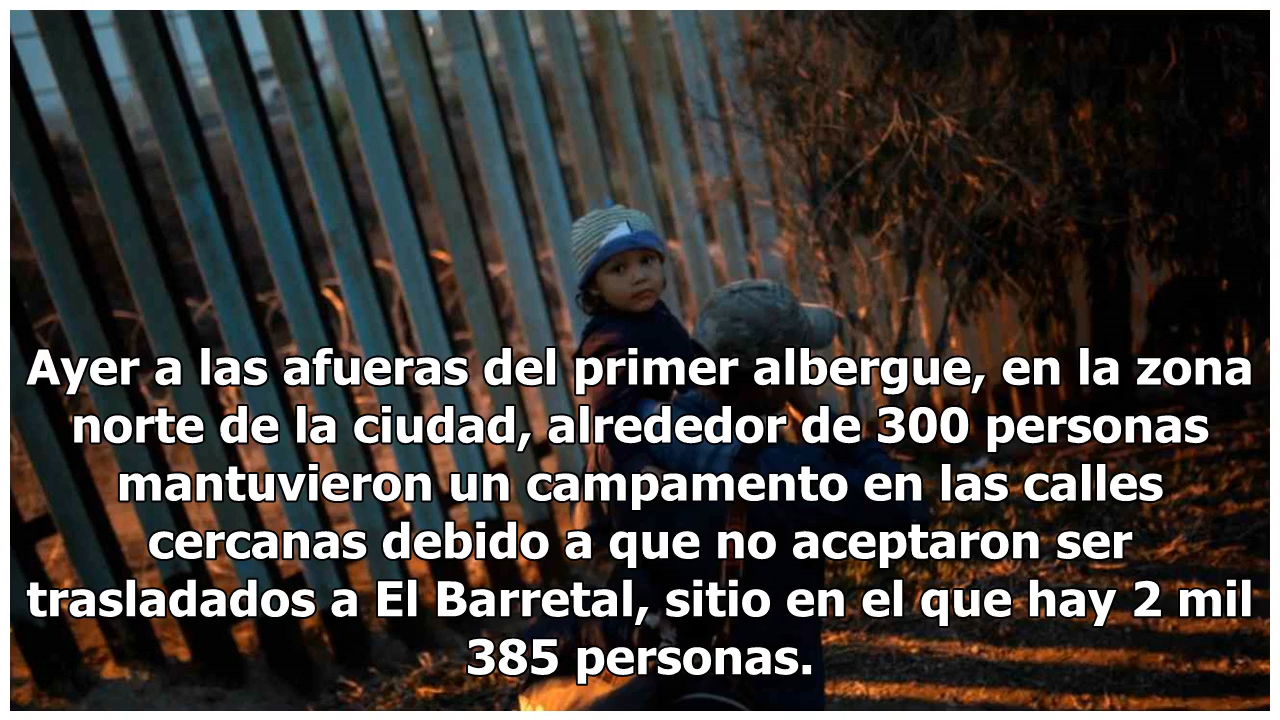 Ayer a las afueras del primer albergue, en la zona
norte de la ciudad, alrededor de 300 personas
mantuvieron un campamento en las calles
cercanas debido a que no aceptaron ser
trasladados a El Barretal, sitio en el que hay 2 mil
385 personas.